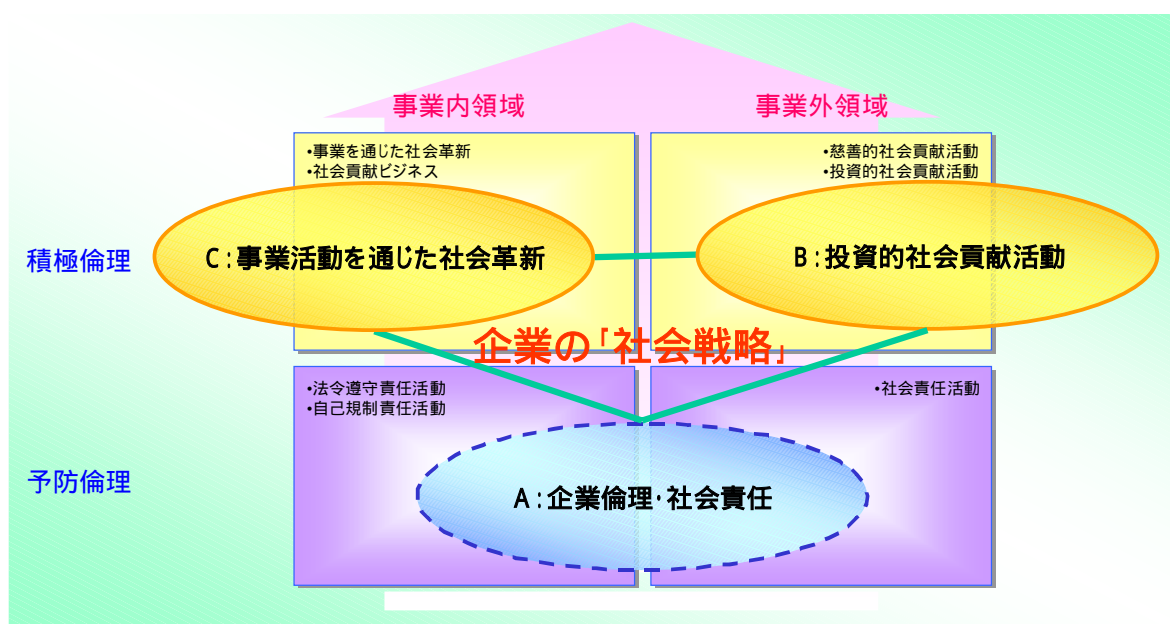 事業内領域
事業外領域
•事業を通じた社会革新
•社会貢献ビジネス
•慈善的社会貢献活動
•投資的社会貢献活動
積極倫理
C:事業活動を通じた社会革新
B:投資的社会貢献活動
企業の「社会戦略」
•法令遵守責任活動
•自己規制責任活動
•社会責任活動
予防倫理
A:企業倫理・社会責任